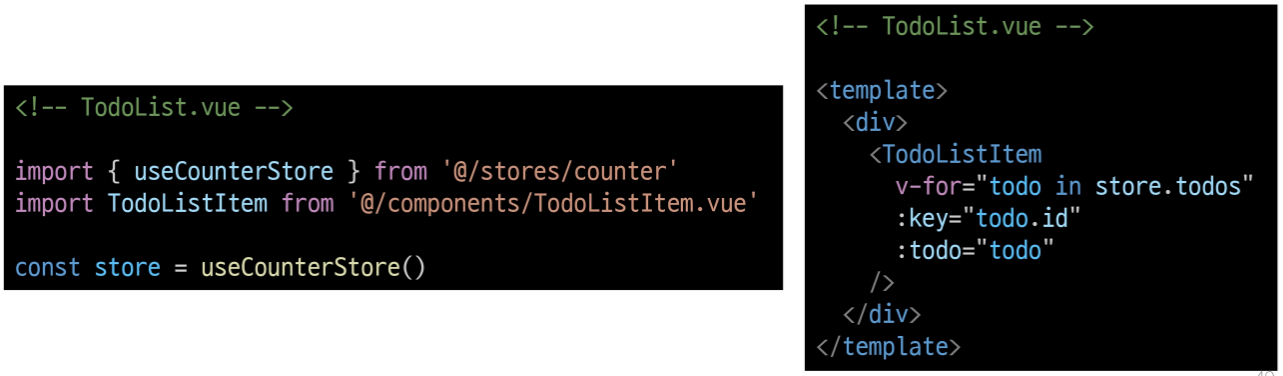 <!-- TodoList.vue -->
import { useCounterStore } from '@/stores/counter'
import TodoListItem from '@/components/TodoListItem.vue'
const store = useCounterStore()
<!-- TodoList.vue -->
<template>
<div>
<TodoListItem
v-for="todo in store.todos"
:key="todo.id"
:todo="todo"
/>
</div>
</template>